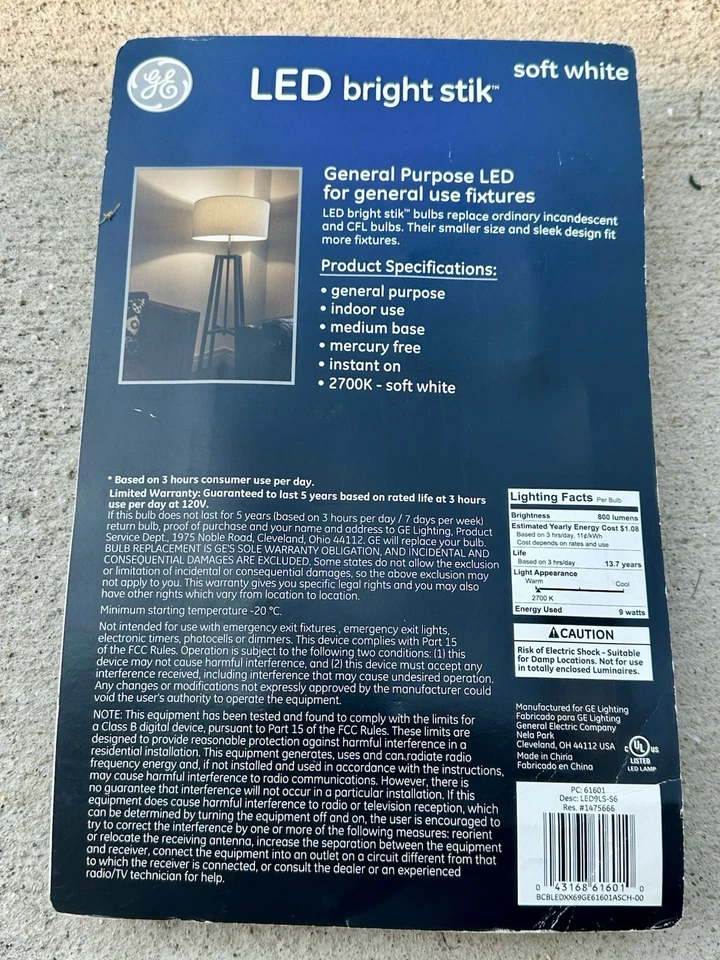 GE
LED bright stik™
soft white
General Purpose LED
for general use fixtures
LED bright stik™ bulbs replace ordinary incandescent
and CFL bulbs. Their smaller size and sleek design fit
more fixtures.
Product Specifications:
• general purpose
• indoor use
• medium base
• mercury free
• instant on
• 2700K - soft white
* Based on 3 hours consumer use per day.
Limited Warranty: Guaranteed to last 5 years based on rated life at 3 hours
use per day at 120V.
If this bulb does not last for 5 years (based on 3 hours per day / 7 days per week)
return bulb, proof of purchase and your name and address to GE Lighting, Product
Service Dept., 1975 Noble Road, Cleveland, Ohio 44112. GE will replace your bulb.
BULB REPLACEMENT IS GE'S SOLE WARRANTY OBLIGATION, AND INCIDENTAL AND
CONSEQUENTIAL DAMAGES ARE EXCLUDED. Some states do not allow the exclusion
or limitation of incidental or consequential damages, so the above exclusion may
not apply to you. This warranty gives you specific legal rights and you may also
have other rights which vary from location to location.
Minimum starting temperature -20 °C.
Not intended for use with emergency exit fixtures , emergency exit lights,
electronic timers, photocells or dimmers. This device complies with Part 15
of the FCC Rules. Operation is subject to the following two conditions: (1) this
device may not cause harmful interference, and (2) this device must accept any
interference received, including interference that may cause undesired operation.
Any changes or modifications not expressly approved by the manufacturer could
void the user's authority to operate the equipment.
NOTE: This equipment has been tested and found to comply with the limits for
a Class B digital device, pursuant to Part 15 of the FCC Rules. These limits are
designed to provide reasonable protection against harmful interference in a
residential installation. This equipment generates, uses and can radiate radio
frequency energy and, if not installed and used in accordance with the instructions,
may cause harmful interference to radio communications. However, there is
no guarantee that interference will not occur in a particular installation. If this
equipment does cause harmful interference to radio or television reception, which
can be determined by turning the equipment off and on, the user is encouraged to
try to correct the interference by one or more of the following measures: reorient
or relocate the receiving antenna, increase the separation between the equipment
and receiver, connect the equipment into an outlet on a circuit different from that
to which the receiver is connected, or consult the dealer or an experienced
radio/TV technician for help.
Lighting Facts Per Bulb
Brightness 800 lumens
Estimated Yearly Energy Cost $1.08
Based on 3 hrs/day, 11¢/kWh
Cost depends on rates and use
Life
Based on 3 hrs/day 13.7 years
Light Appearance
Warm Cool
2700 K
Energy Used 9 watts
CAUTION
Risk of Electric Shock - Suitable
for Damp Locations. Not for use
in totally enclosed Luminaires.
Manufactured for GE Lighting
Fabricado para GE Lighting
General Electric Company
Nela Park
Cleveland, OH 44112 USA
Made in China
Fabricado en China
c UL US
LISTED
LED LAMP
PC: 61601
Desc: LED9LS-S6
Res. #1475666
0 43168 61601 0
BCBLEDXX69GE61601ASCH-00